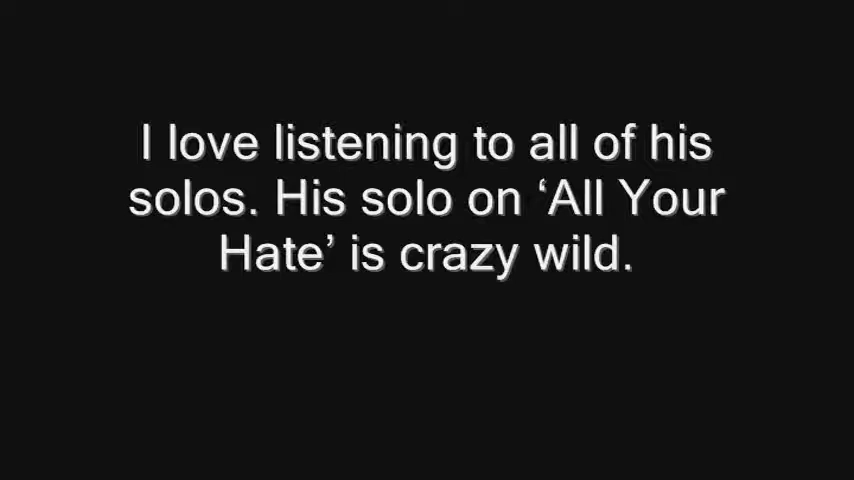 I love listening to all of his
solos. His solo on ‘All Your
Hate’ is crazy wild.